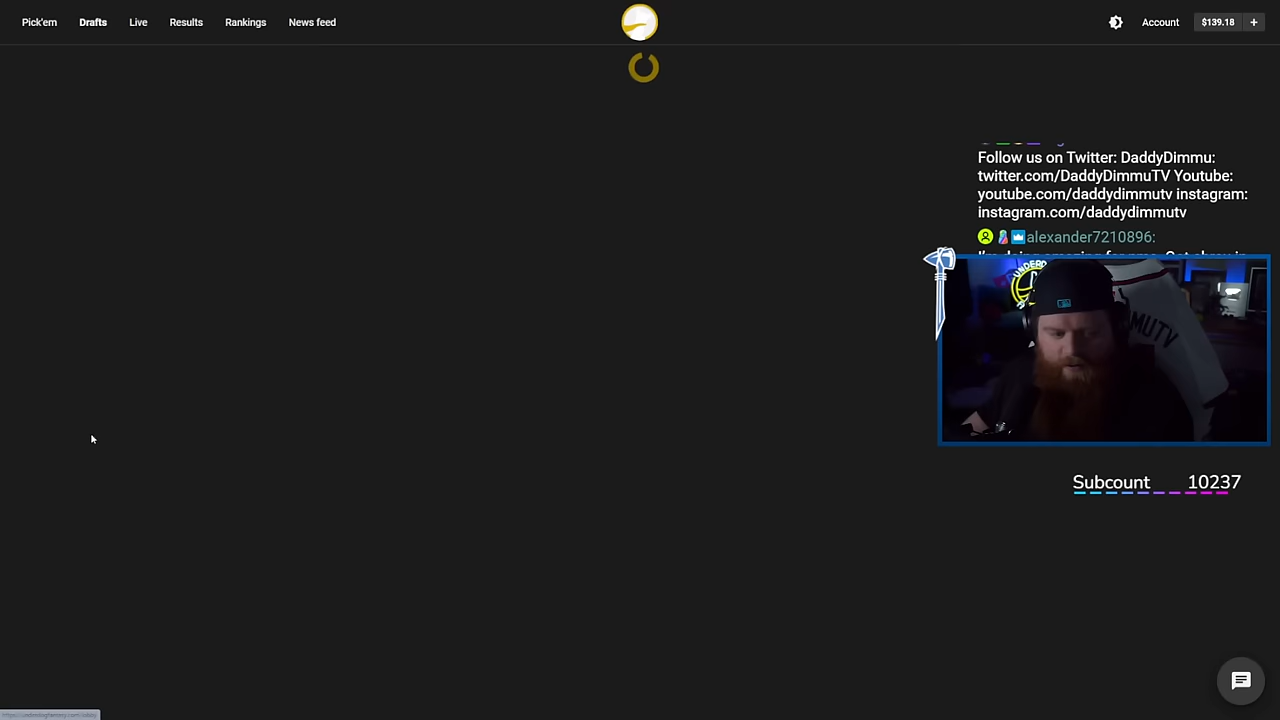 Pick'em Drafts Live Results Rankings News feed
Account $139.18 +
Follow us on Twitter: DaddyDimmu:
twitter.com/DaddyDimmuTV Youtube:
youtube.com/daddydimmutv instagram:
instagram.com/daddydimmutv
alexander7210896:
MUTV
Subcount 10237